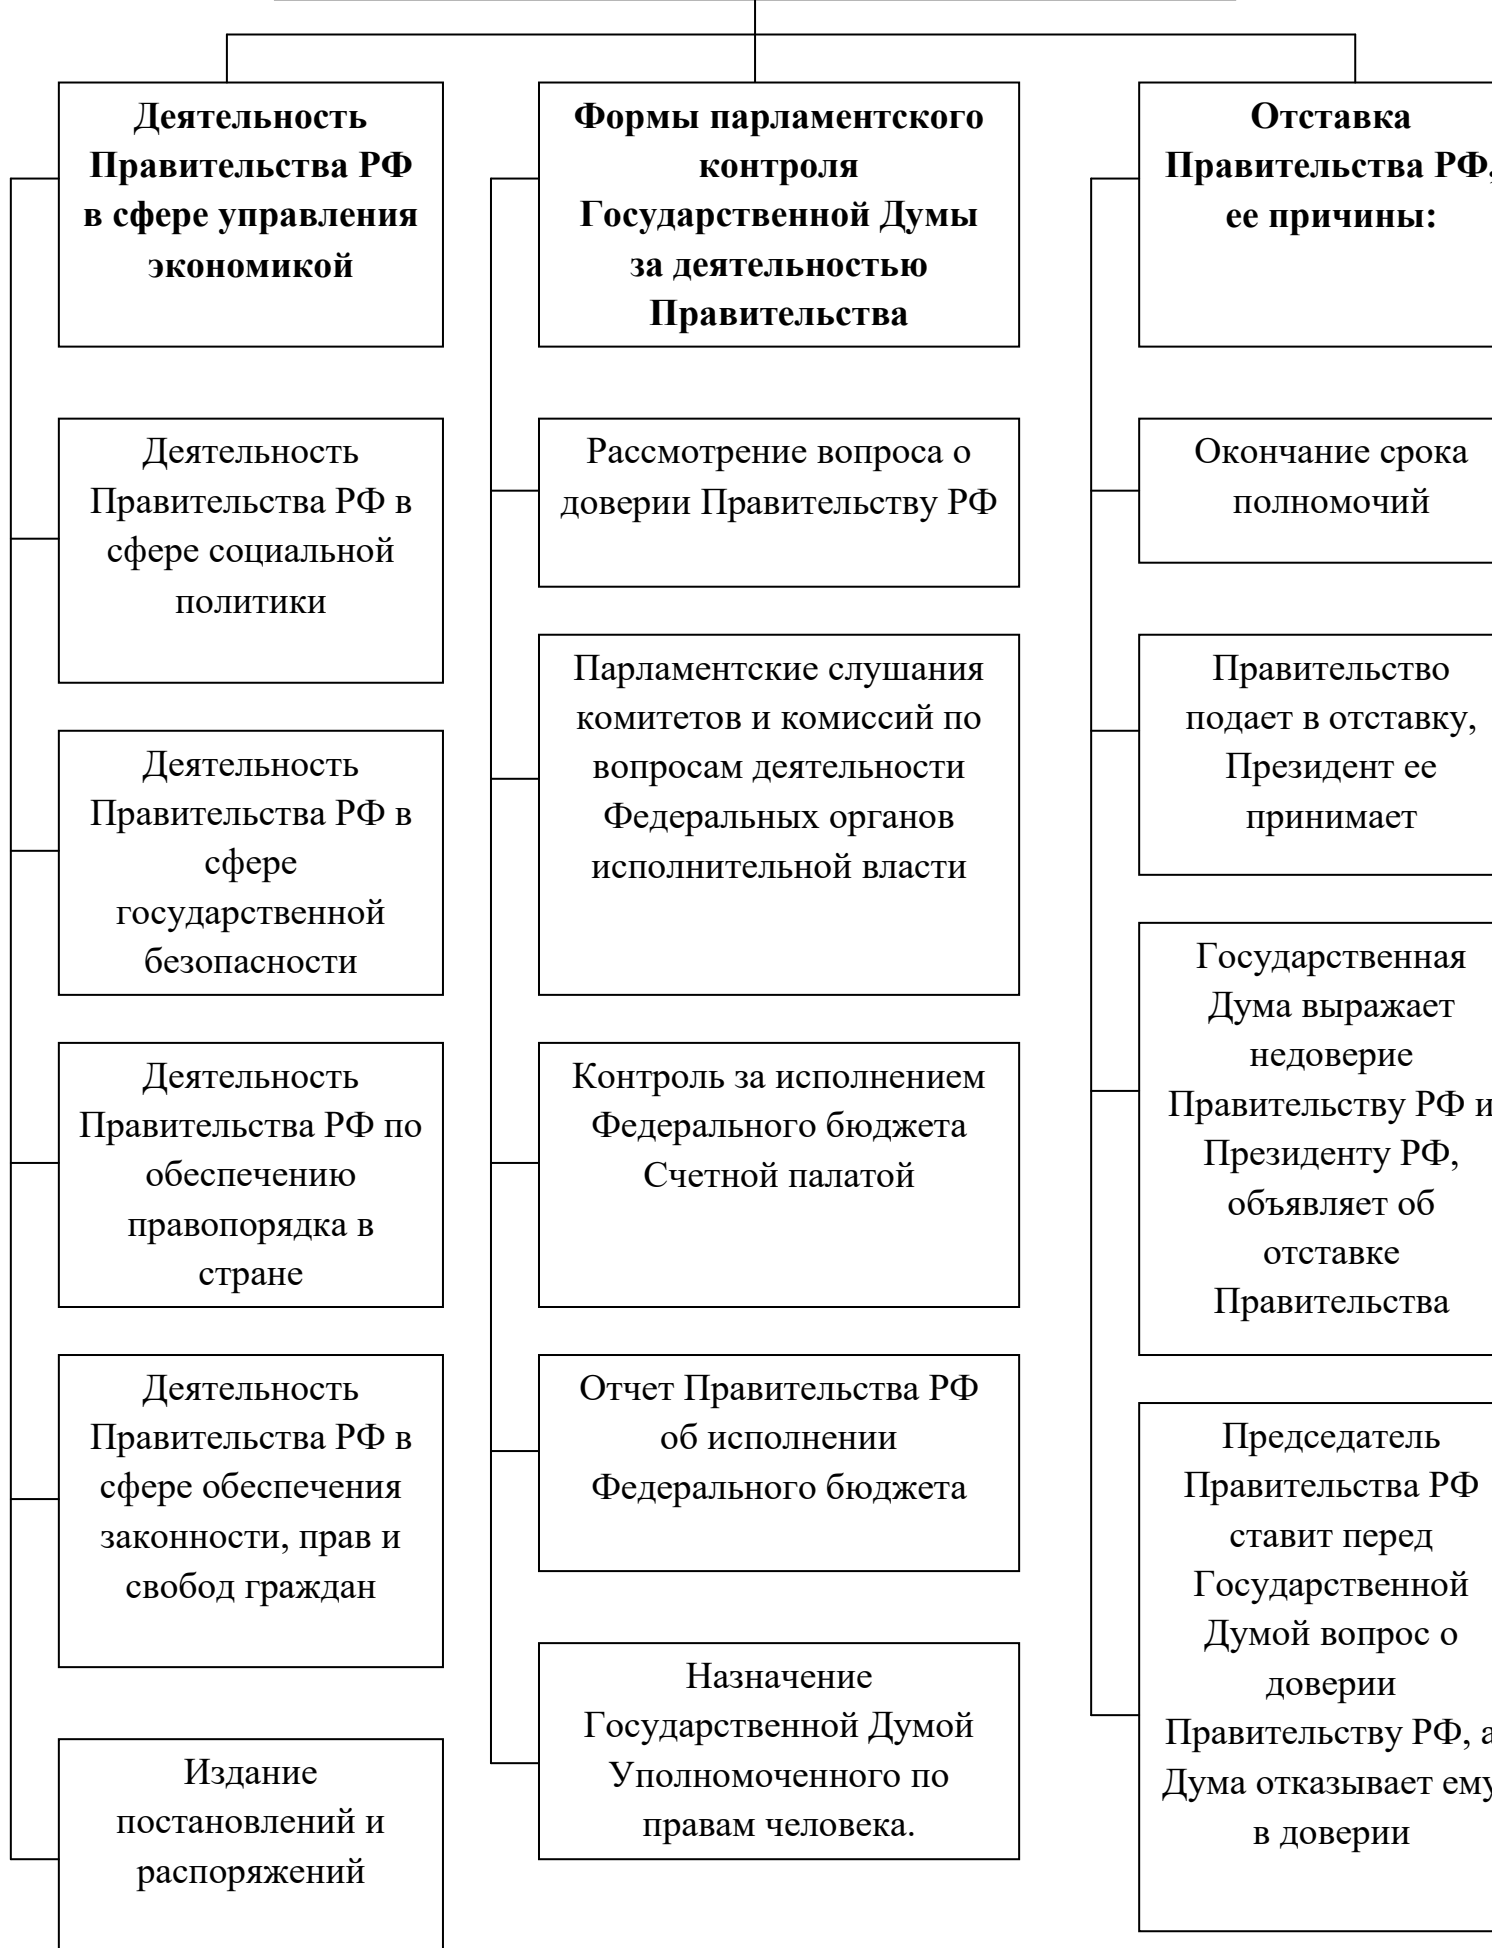 Деятельность
Правительства РФ
в сфере управления
экономикой
Деятельность
Правительства РФ в
сфере социальной
политики
Деятельность
Правительства РФ в
сфере
государственной
безопасности
Деятельность
Правительства РФ по
обеспечению
правопорядка в
стране
Деятельность
Правительства РФ в
сфере обеспечения
законности, прав и
свобод граждан
Издание
постановлений и
распоряжений
Формы парламентского
контроля
Государственной Думы
за деятельностью
Правительства
Рассмотрение вопроса о
доверии Правительству РФ
Парламентские слушания
комитетов и комиссий по
вопросам деятельности
Федеральных органов
исполнительной власти
Контроль за исполнением
Федерального бюджета
Счетной палатой
Отчет Правительства РФ
об исполнении
Федерального бюджета
Назначение
Государственной Думой
Уполномоченного по
правам человека.
Отставка
Правительства РФ,
ее причины:
Окончание срока
полномочий
Правительство
подает в отставку,
Президент ее
принимает
Государственная
Дума выражает
недоверие
Правительству РФ и
Президенту РФ,
объявляет об
отставке
Правительства
Председатель
Правительства РФ
ставит перед
Государственной
Думой вопрос о
доверии
Правительству РФ, а
Дума отказывает ему
в доверии